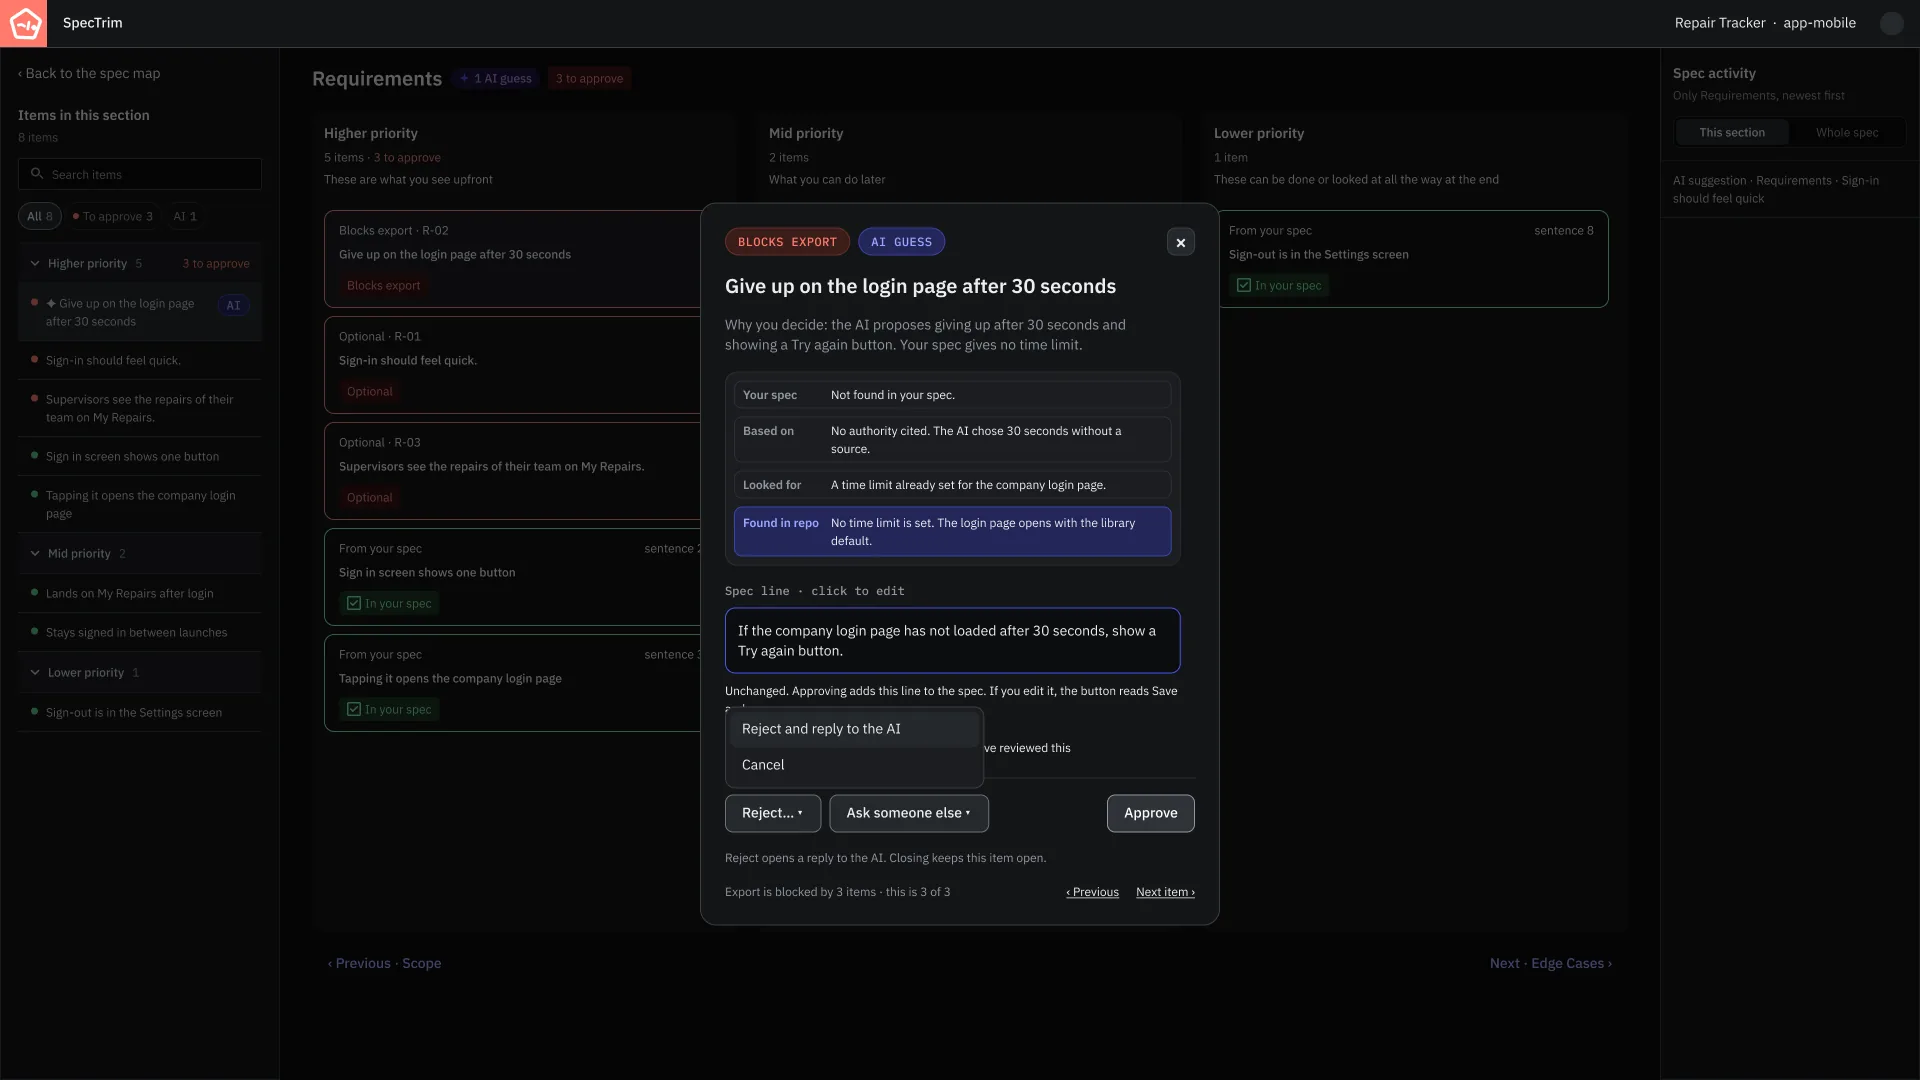 SpecTrim
Repair Tracker · app-mobile
‹ Back to the spec map
Items in this section
8 items
Search items
All 8
To approve 3
AI 1
Higher priority 5
3 to approve
Give up on the login page
after 30 seconds
AI
Sign-in should feel quick.
Supervisors see the repairs of their
team on My Repairs.
Sign in screen shows one button
Tapping it opens the company login
page
Mid priority 2
Lands on My Repairs after login
Stays signed in between launches
Lower priority 1
Sign-out is in the Settings screen
Requirements
+ 1 AI guess
3 to approve
Higher priority
5 items · 3 to approve
These are what you see upfront
Blocks export · R-02
Give up on the login page after 30 seconds
Blocks export
Optional · R-01
Sign-in should feel quick.
Optional
Optional · R-03
Supervisors see the repairs of their team on My Repairs.
Optional
From your spec
sentence 2
Sign in screen shows one button
In your spec
From your spec
sentence 3
Tapping it opens the company login page
In your spec
Mid priority
2 items
What you can do later
Lower priority
1 item
These can be done or looked at all the way at the end
From your spec
sentence 8
Sign-out is in the Settings screen
In your spec
BLOCKS EXPORT
AI GUESS
Give up on the login page after 30 seconds
Why you decide: the AI proposes giving up after 30 seconds and
showing a Try again button. Your spec gives no time limit.
Your spec
Not found in your spec.
Based on
No authority cited. The AI chose 30 seconds without a
source.
Looked for
A time limit already set for the company login page.
Found in repo
No time limit is set. The login page opens with the library
default.
Spec line · click to edit
If the company login page has not loaded after 30 seconds, show a
Try again button.
Unchanged. Approving adds this line to the spec. If you edit it, the button reads Save
Reject and reply to the AI
Cancel
ve reviewed this
Reject...
Ask someone else
Approve
Reject opens a reply to the AI. Closing keeps this item open.
Export is blocked by 3 items · this is 3 of 3
‹ Previous
Next item ›
‹ Previous · Scope
Next · Edge Cases ›
Spec activity
Only Requirements, newest first
This section
Whole spec
AI suggestion · Requirements · Sign-in
should feel quick